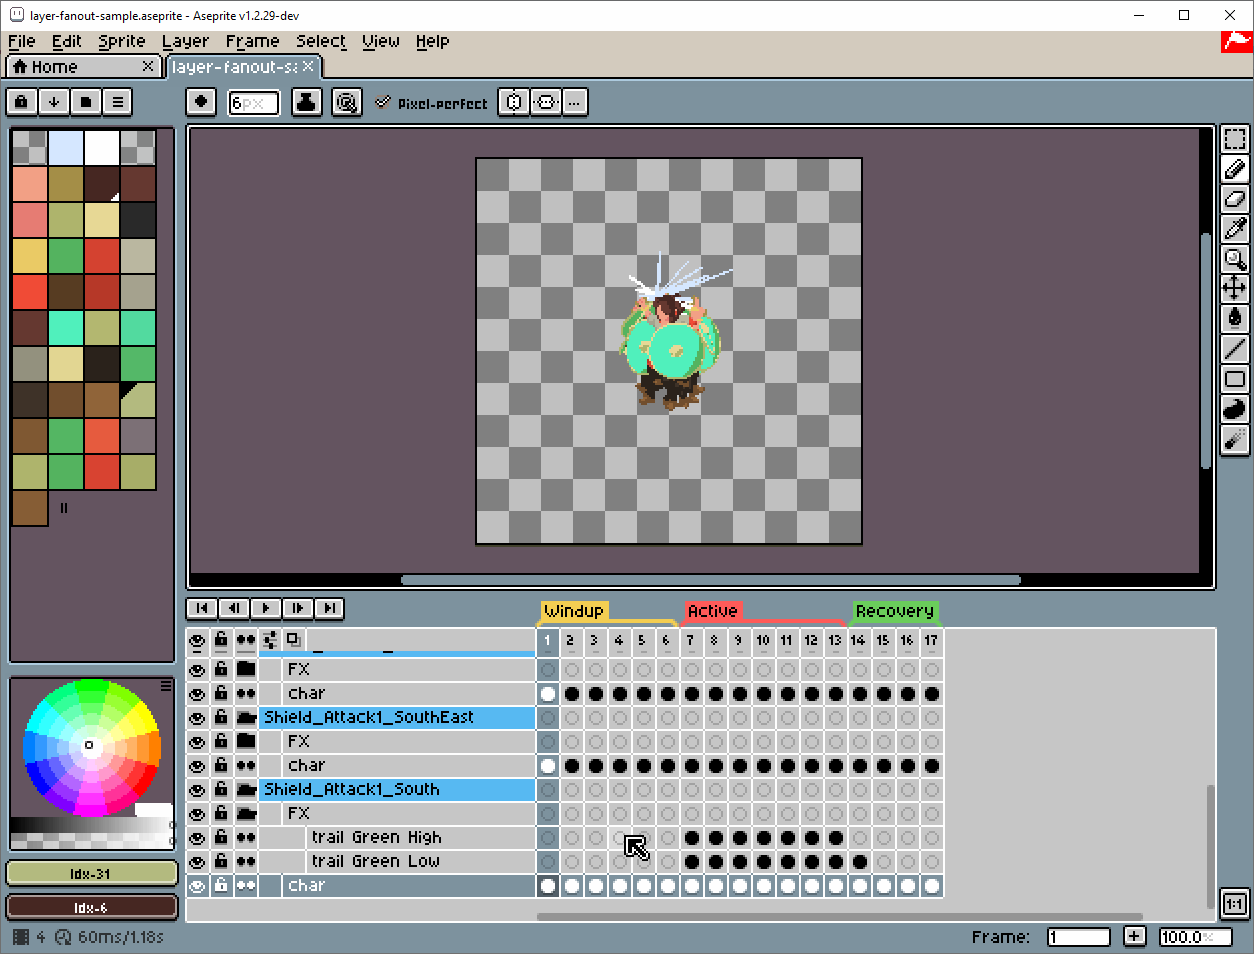 layer-fanout-sample.aseprite - Aseprite v1.2.29-dev
File Edit Sprite Layer Frame Select View Help
Home
layer-fanout-sa
6px
Pixel-perfect
...
Windup Active Recovery
1 2 3 4 5 6 7 8 9 10 11 12 13 14 15 16 17
FX
Char
Shield_Attack1_SouthEast
FX
Char
Shield_Attack1_South
FX
trail Green High
trail Green Low
Char
Idx-31
Idx-6
1:1
4 60ms/1.18s
Frame: 1 + 100.0%